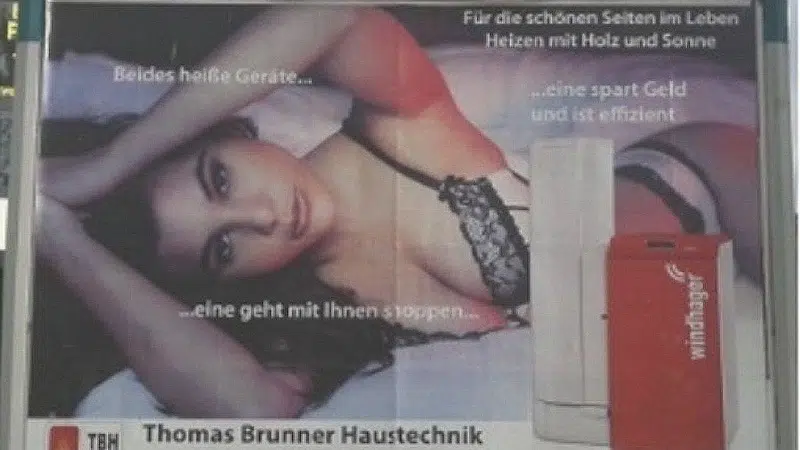 Für die schönen Seiten im Leben
Heizen mit Holz und Sonne
Beides heiße Geräte...
...eine spart Geld
und ist effizient
...eine geht mit Ihnen shoppen...
windhager
TBH
Thomas Brunner Haustechnik